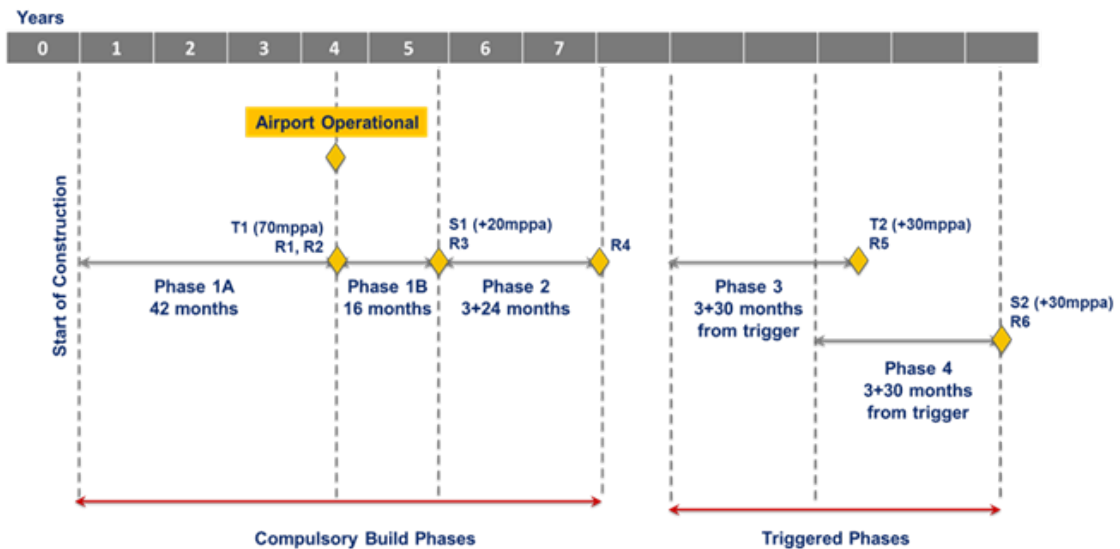 Years
0 1 2 3 4 5 6 7
Airport Operational
Start of Construction
T1 (70mppa)
R1, R2
S1 (+20mppa)
R3
R4
T2 (+30mppa)
R5
S2 (+30mppa)
R6
Phase 1A
42 months
Phase 1B
16 months
Phase 2
3+24 months
Phase 3
3+30 months
from trigger
Phase 4
3+30 months
from trigger
Compulsory Build Phases
Triggered Phases